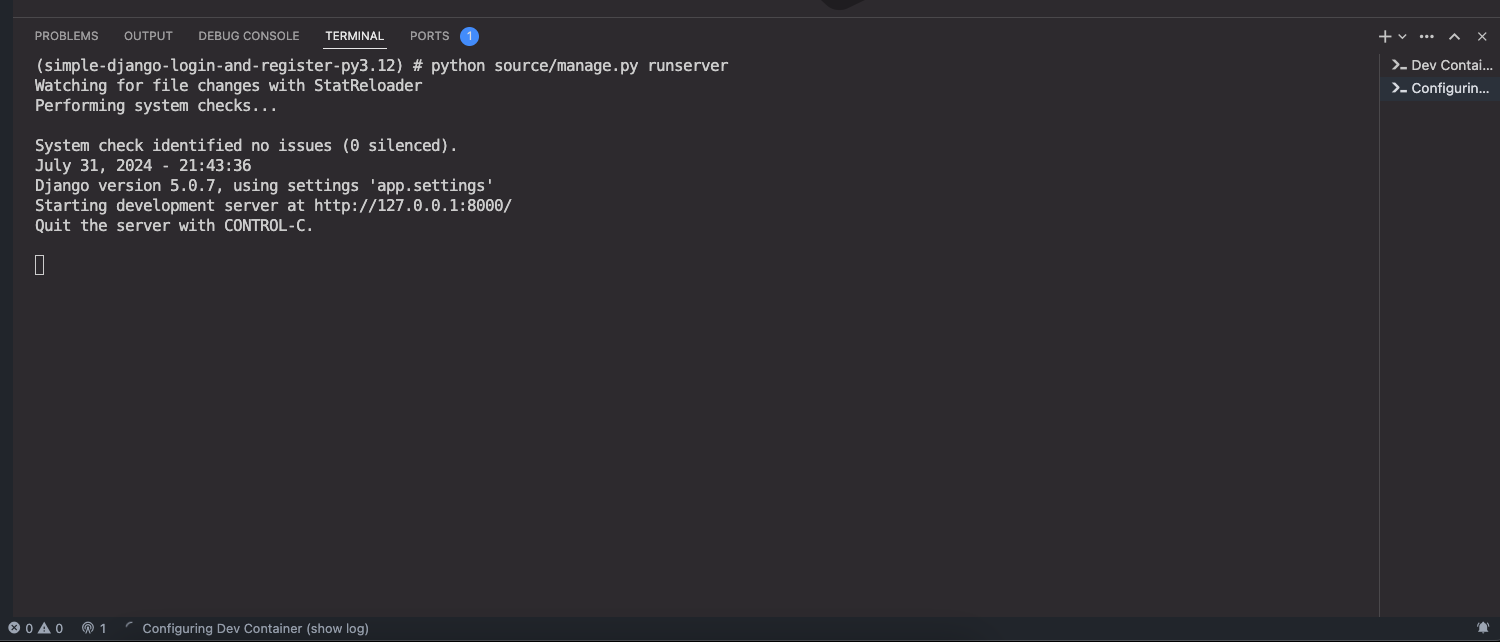 PROBLEMS OUTPUT DEBUG CONSOLE TERMINAL PORTS 1
(simple-django-login-and-register-py3.12) # python source/manage.py runserver
Watching for file changes with StatReloader
Performing system checks...
System check identified no issues (0 silenced).
July 31, 2024 - 21:43:36
Django version 5.0.7, using settings 'app.settings'
Starting development server at http://127.0.0.1:8000/
Quit the server with CONTROL-C.
Dev Contai...
Configurin...
0 0 1 Configuring Dev Container (show log)